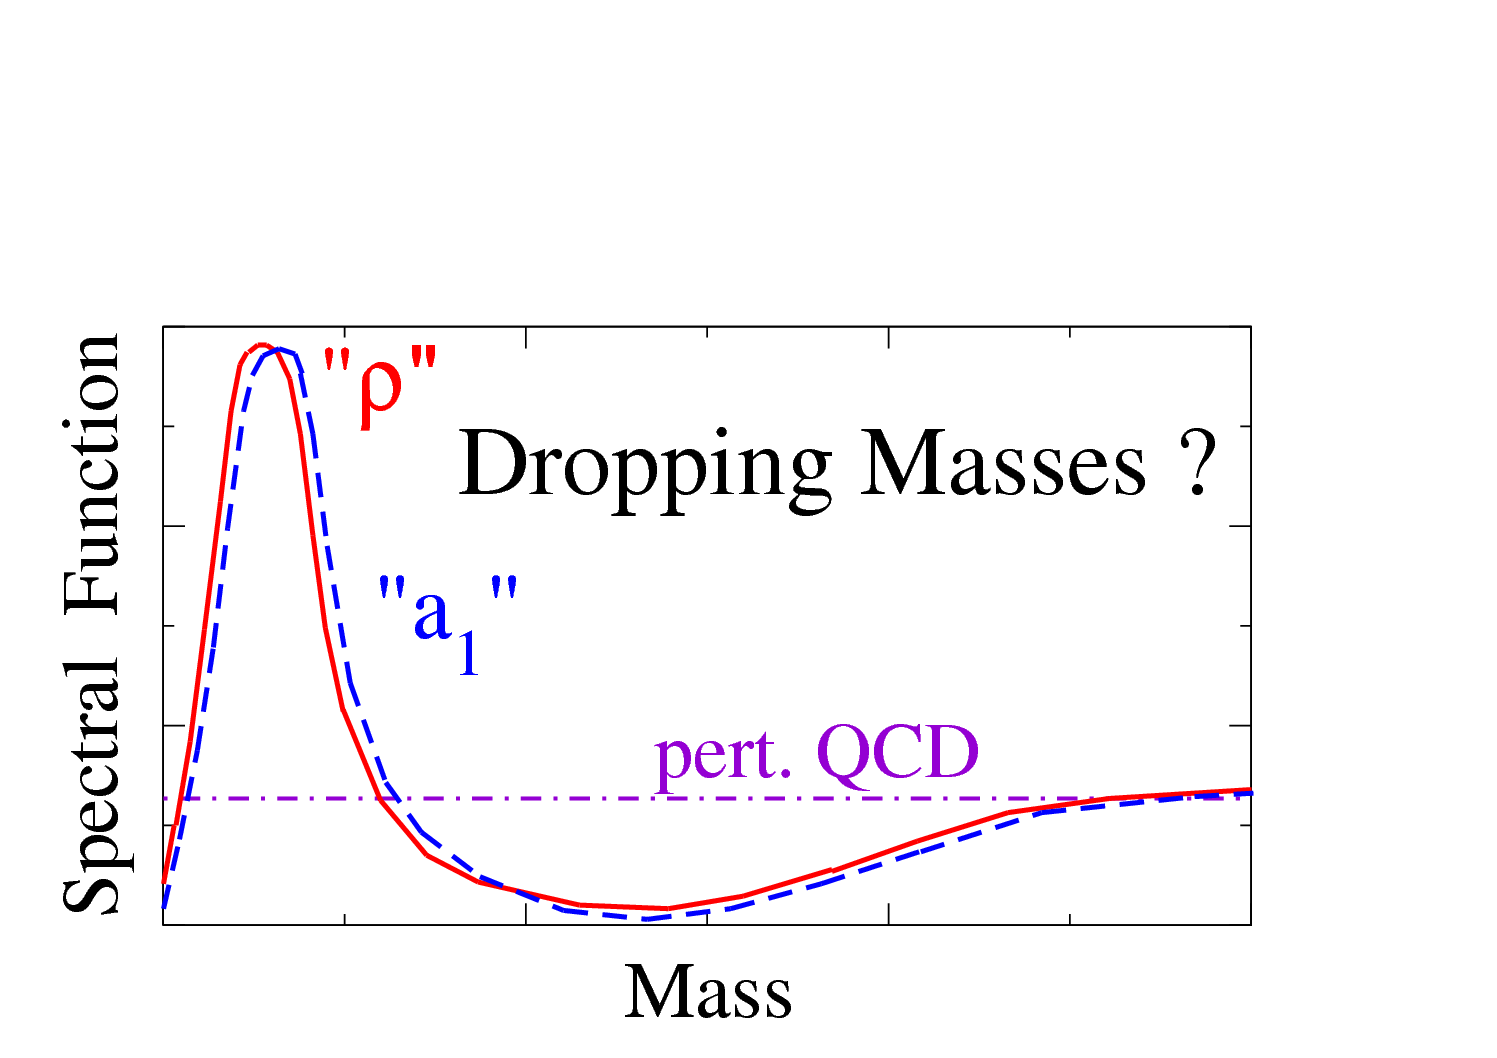 Spectral Function
"ρ"
Dropping Masses ?
"a₁"
pert. QCD
Mass